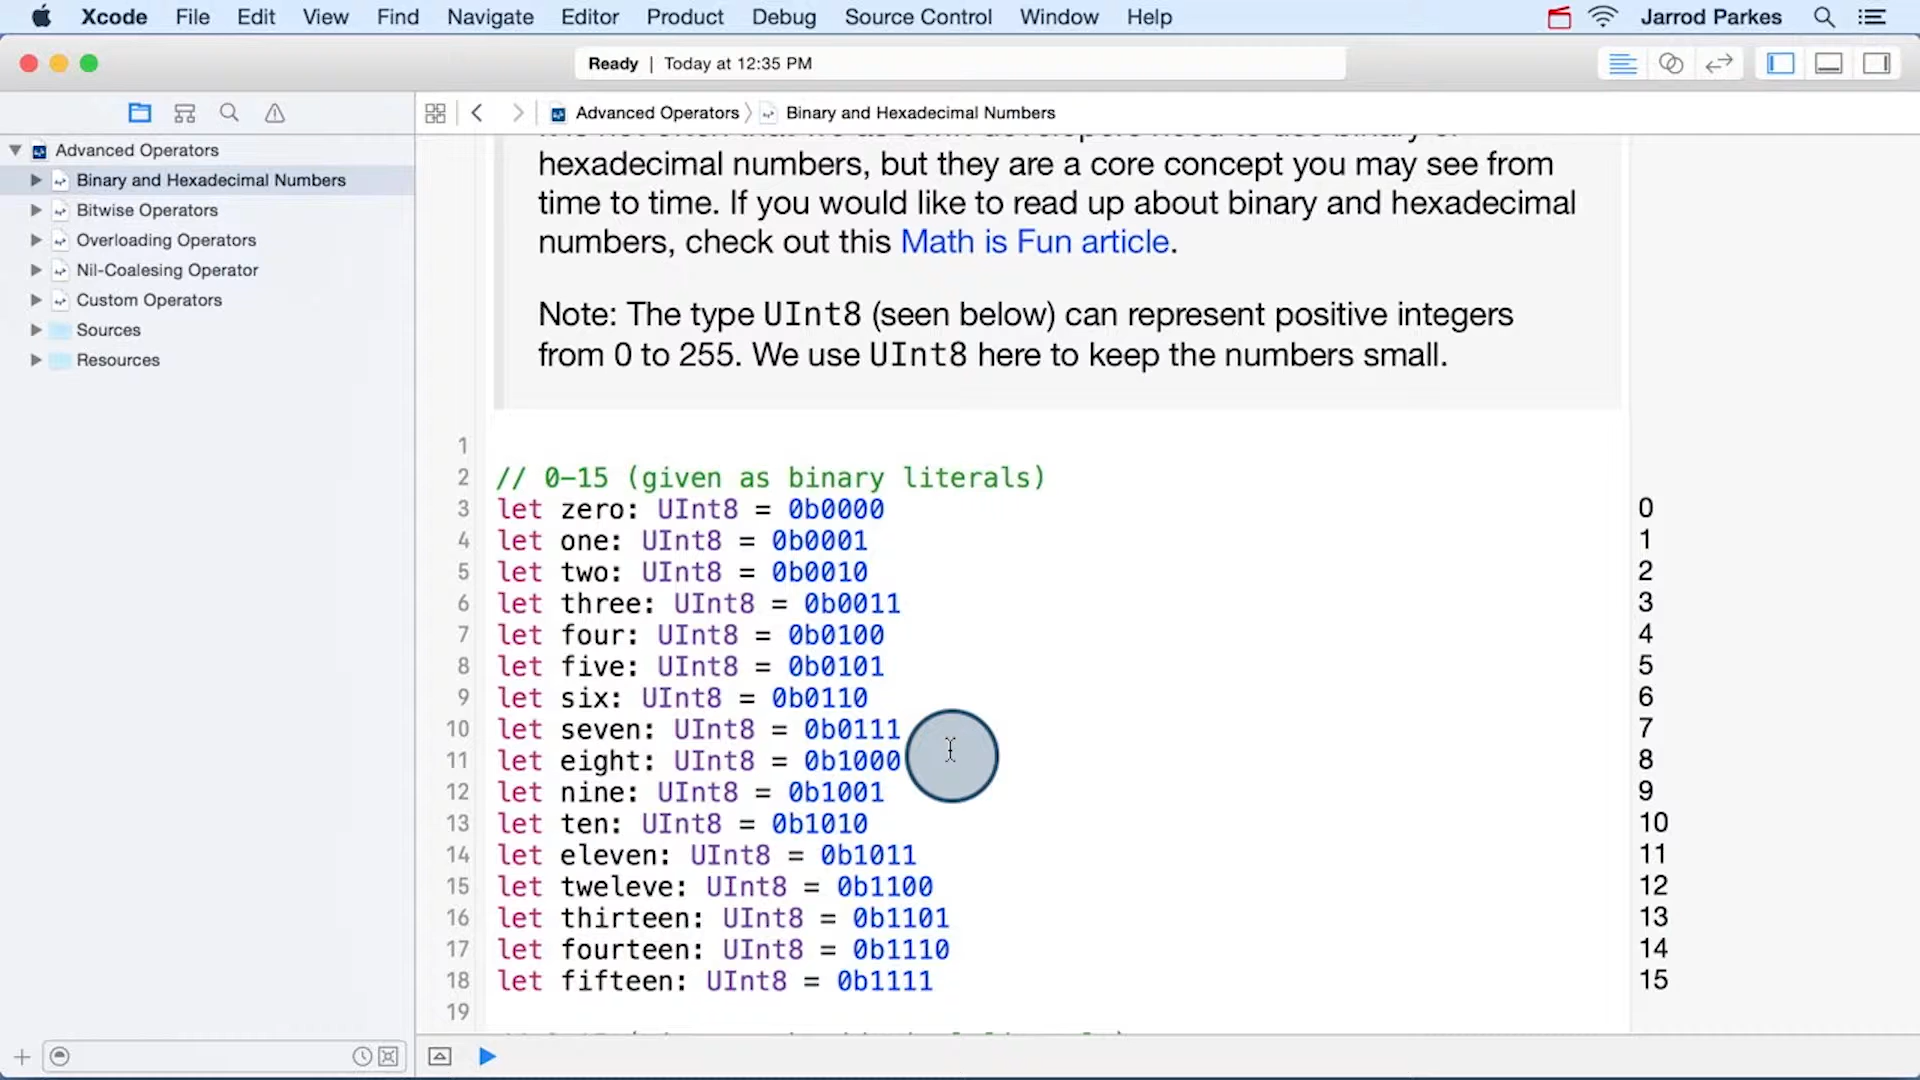 Xcode File Edit View Find Navigate Editor Product Debug Source Control Window Help Jarrod Parkes
Ready | Today at 12:35 PM
Advanced Operators Binary and Hexadecimal Numbers
Advanced Operators
Binary and Hexadecimal Numbers
Bitwise Operators
Overloading Operators
Nil-Coalesing Operator
Custom Operators
Sources
Resources
hexadecimal numbers, but they are a core concept you may see from
time to time. If you would like to read up about binary and hexadecimal
numbers, check out this Math is Fun article.
Note: The type UInt8 (seen below) can represent positive integers
from 0 to 255. We use UInt8 here to keep the numbers small.
1
2 // 0-15 (given as binary literals)
3 let zero: UInt8 = 0b0000 0
4 let one: UInt8 = 0b0001 1
5 let two: UInt8 = 0b0010 2
6 let three: UInt8 = 0b0011 3
7 let four: UInt8 = 0b0100 4
8 let five: UInt8 = 0b0101 5
9 let six: UInt8 = 0b0110 6
10 let seven: UInt8 = 0b0111 7
11 let eight: UInt8 = 0b1000 8
12 let nine: UInt8 = 0b1001 9
13 let ten: UInt8 = 0b1010 10
14 let eleven: UInt8 = 0b1011 11
15 let tweleve: UInt8 = 0b1100 12
16 let thirteen: UInt8 = 0b1101 13
17 let fourteen: UInt8 = 0b1110 14
18 let fifteen: UInt8 = 0b1111 15
19